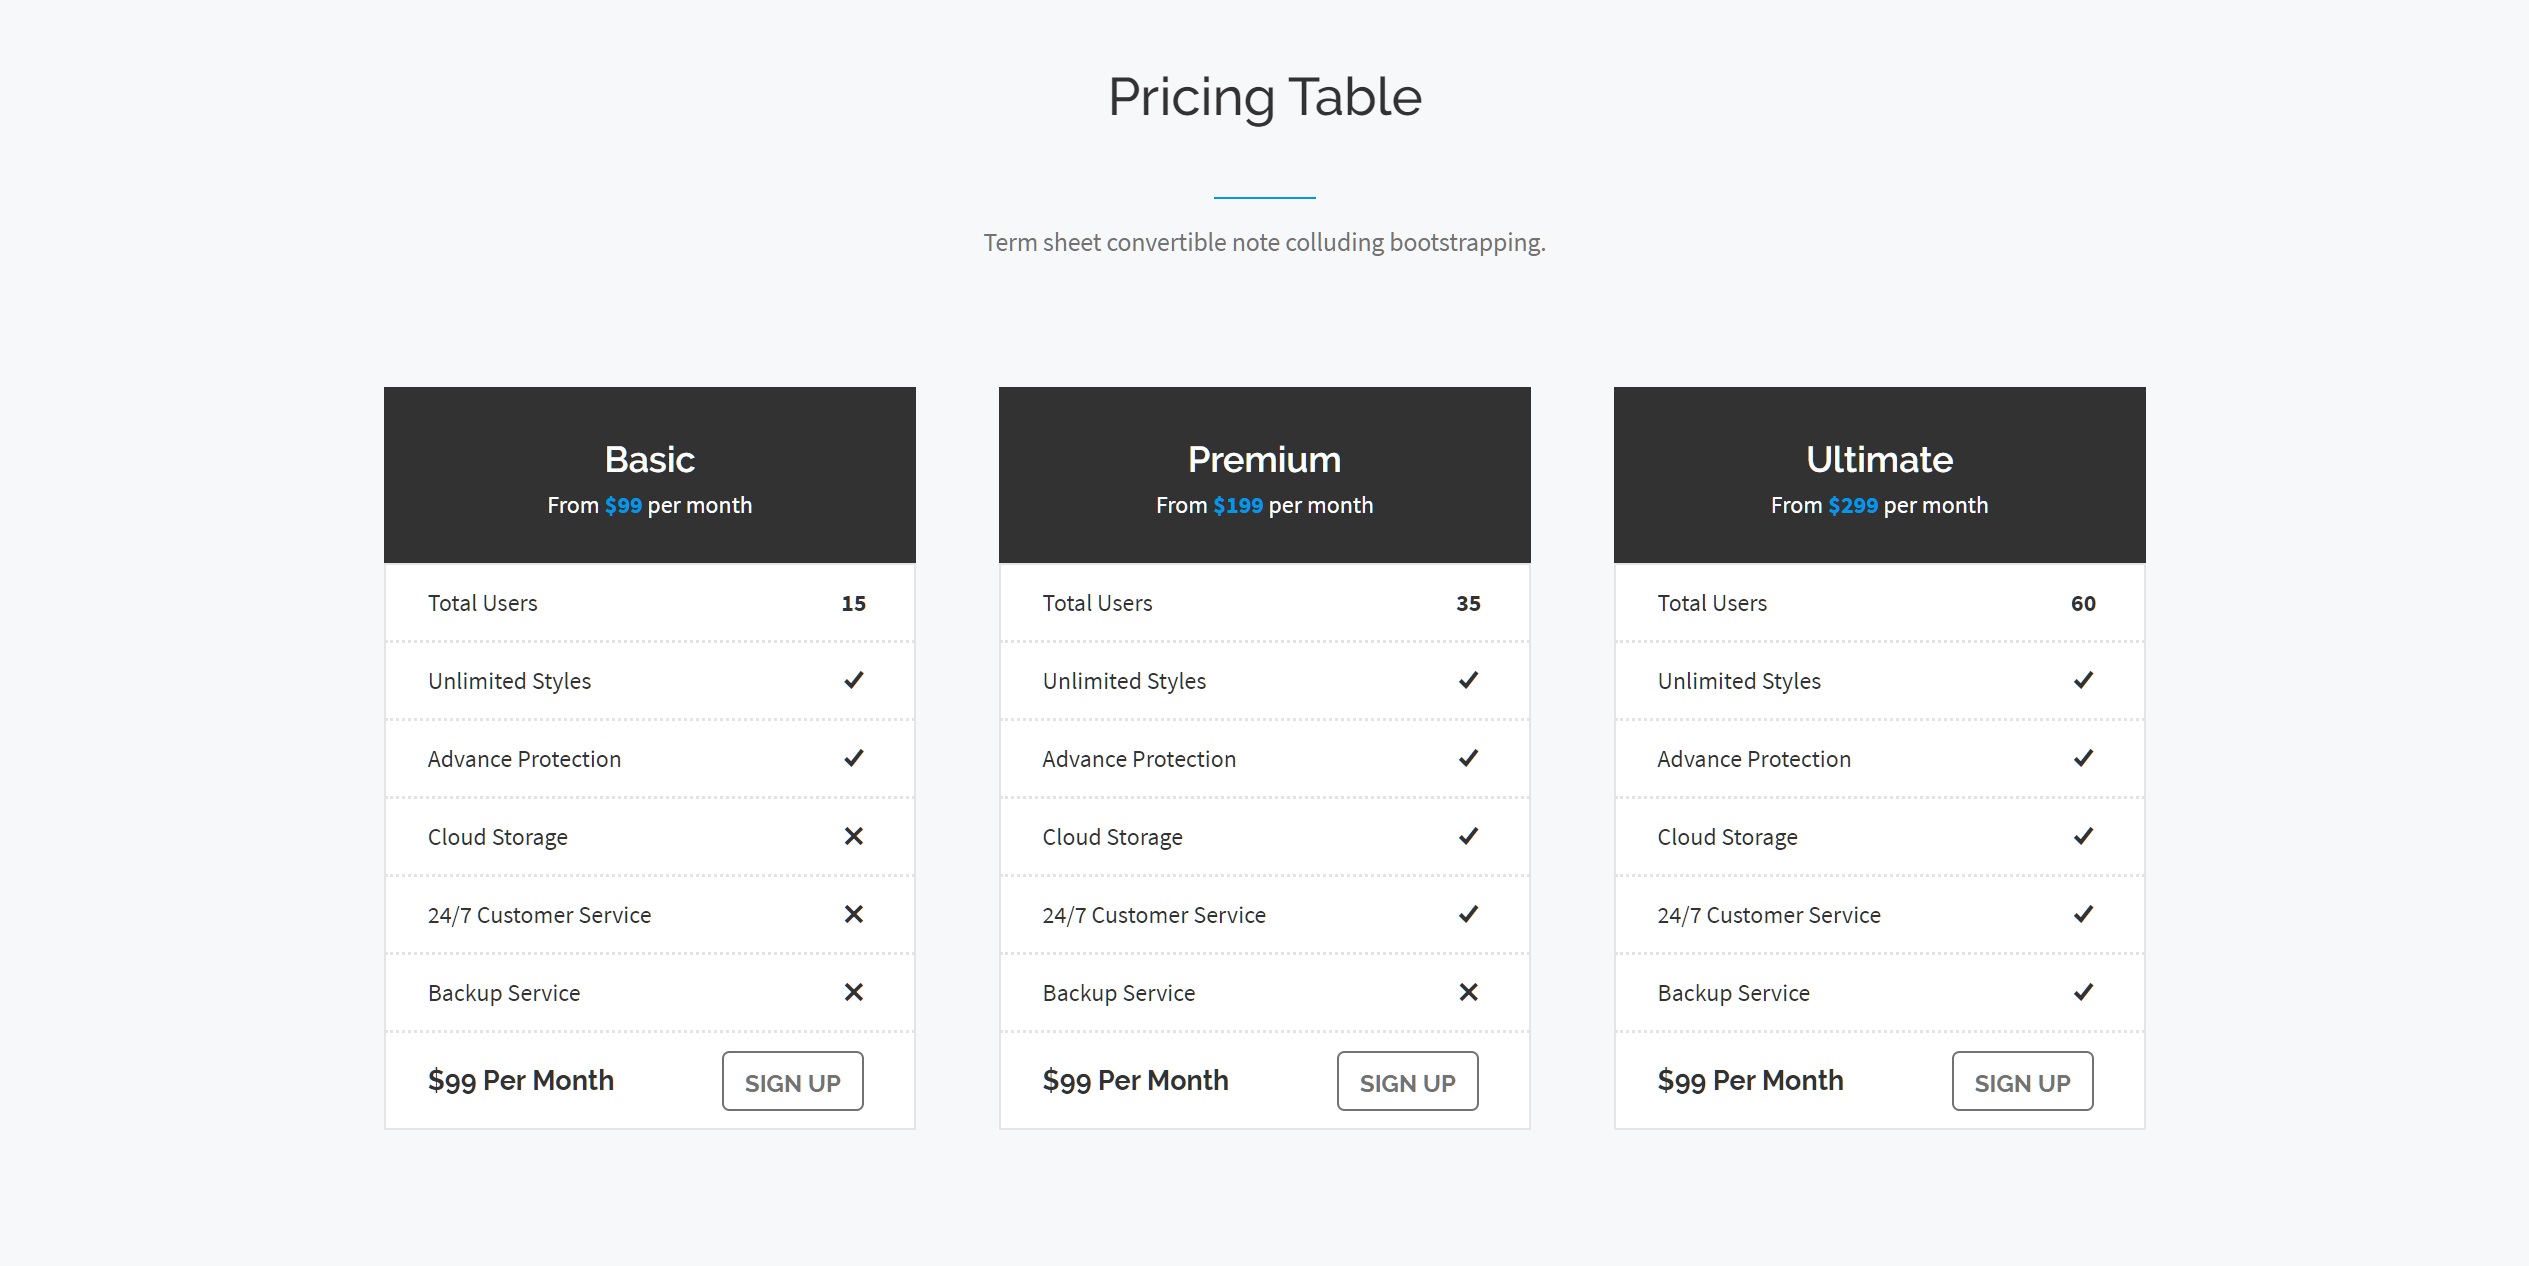 Pricing Table
Term sheet convertible note colluding bootstrapping.
Basic
From $99 per month
Total Users 15
Unlimited Styles ✓
Advance Protection ✓
Cloud Storage ✕
24/7 Customer Service ✕
Backup Service ✕
$99 Per Month SIGN UP
Premium
From $199 per month
Total Users 35
Unlimited Styles ✓
Advance Protection ✓
Cloud Storage ✓
24/7 Customer Service ✓
Backup Service ✕
$99 Per Month SIGN UP
Ultimate
From $299 per month
Total Users 60
Unlimited Styles ✓
Advance Protection ✓
Cloud Storage ✓
24/7 Customer Service ✓
Backup Service ✓
$99 Per Month SIGN UP